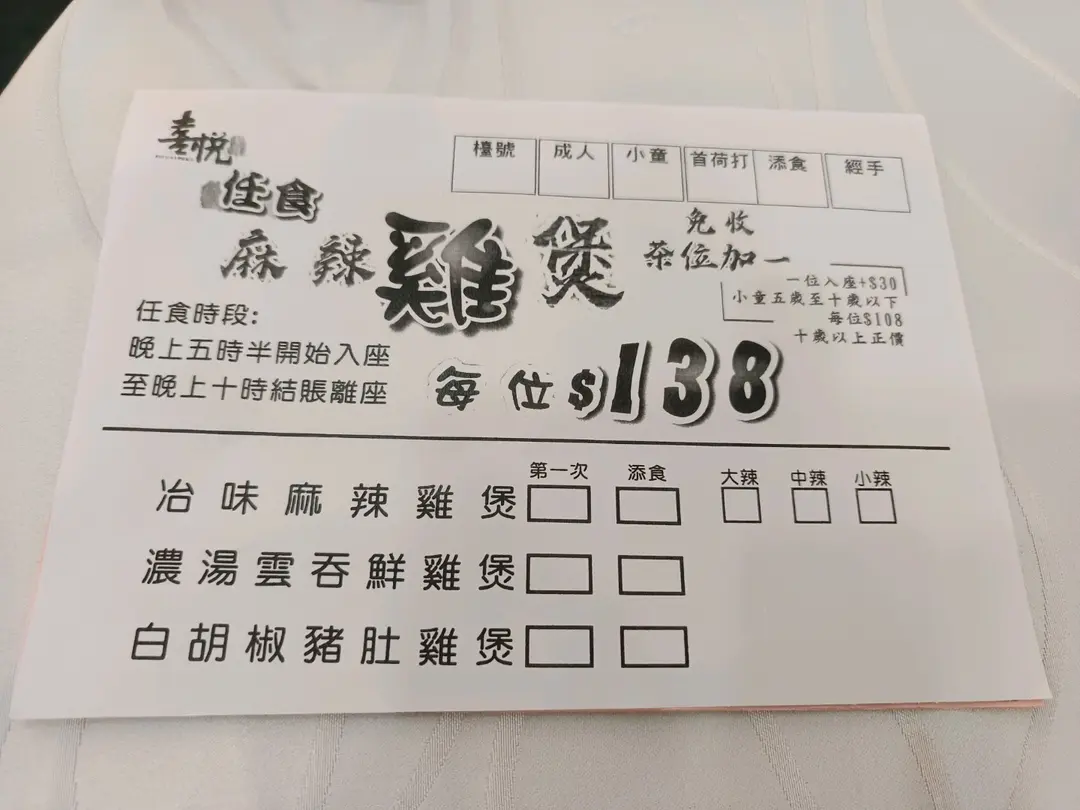 喜悅
檯號 成人 小童 首荷打 添食 經手
任食
麻辣雞煲
免收
茶位加一
一位入座+$30
小童五歲至十歲以下
每位$108
十歲以上正價
任食時段:
晚上五時半開始入座
至晚上十時結賬離座
每位$138
第一次 添食 大辣 中辣 小辣
冶味麻辣雞煲
濃湯雲吞鮮雞煲
白胡椒豬肚雞煲